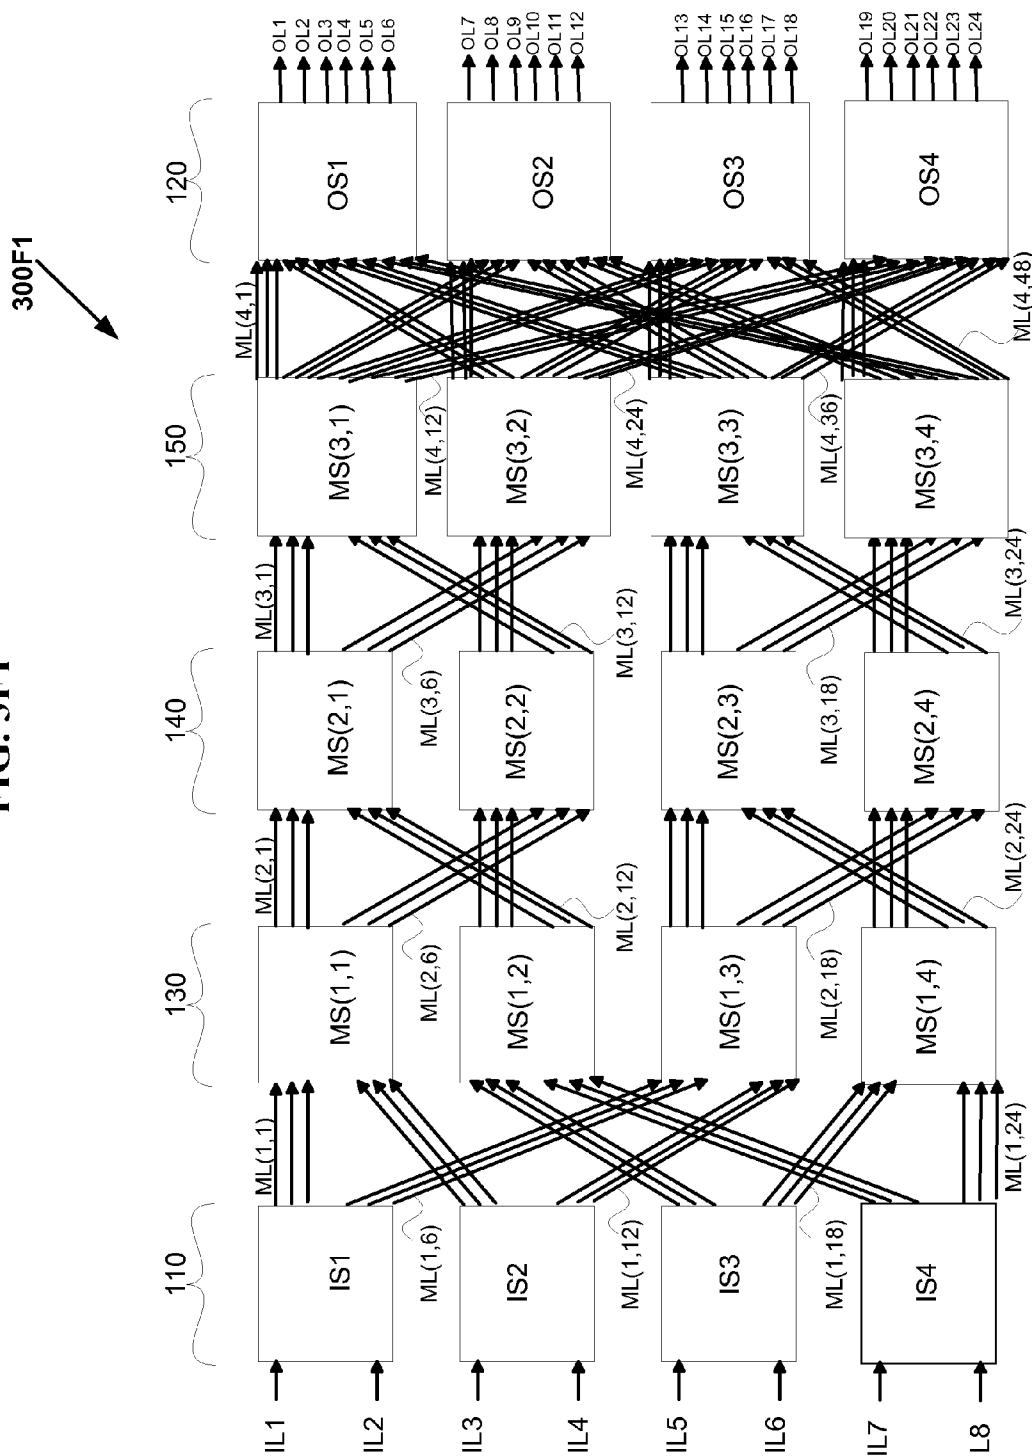 FIG. 3F1
300F1
110
130
140
150
120
IL1
IL2
IS1
ML(1,1)
ML(1,6)
MS(1,1)
ML(2,1)
ML(2,6)
MS(2,1)
ML(3,1)
ML(3,6)
MS(3,1)
ML(4,1)
ML(4,12)
OS1
OL1
OL2
OL3
OL4
OL5
OL6
IL3
IL4
IS2
ML(1,12)
MS(1,2)
ML(2,12)
MS(2,2)
ML(3,12)
MS(3,2)
ML(4,24)
OS2
OL7
OL8
OL9
OL10
OL11
OL12
IL5
IL6
IS3
ML(1,18)
MS(1,3)
ML(2,18)
MS(2,3)
ML(3,18)
MS(3,3)
ML(4,36)
OS3
OL13
OL14
OL15
OL16
OL17
OL18
IL7
IL8
IS4
ML(1,24)
MS(1,4)
ML(2,24)
MS(2,4)
ML(3,24)
MS(3,4)
ML(4,48)
OS4
OL19
OL20
OL21
OL22
OL23
OL24